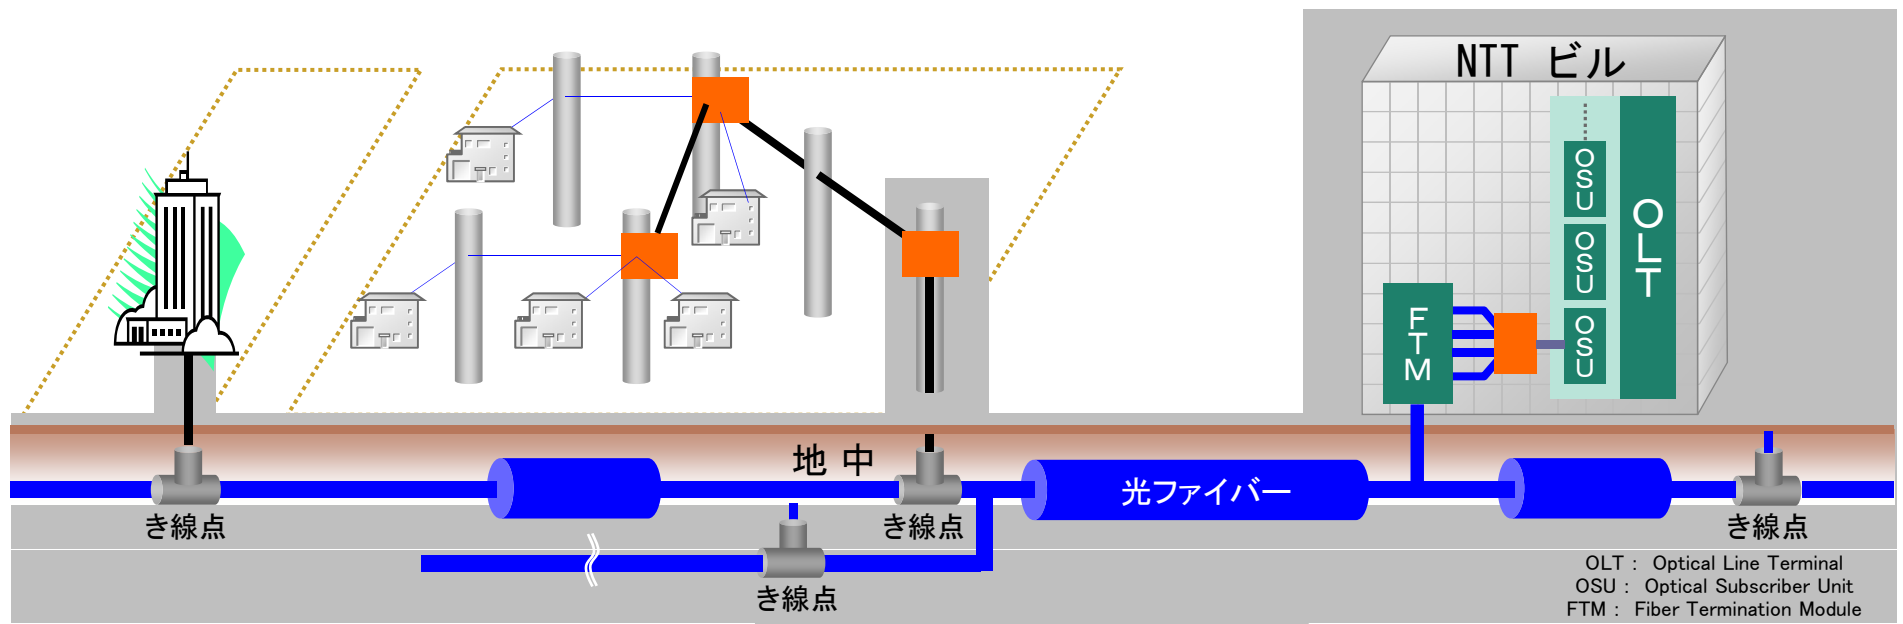 NTT ビル
OSU
OSU
OSU
OLT
FTM
地中
光ファイバー
き線点
き線点
き線点
き線点
OLT： Optical Line Terminal
OSU： Optical Subscriber Unit
FTM： Fiber Termination Module